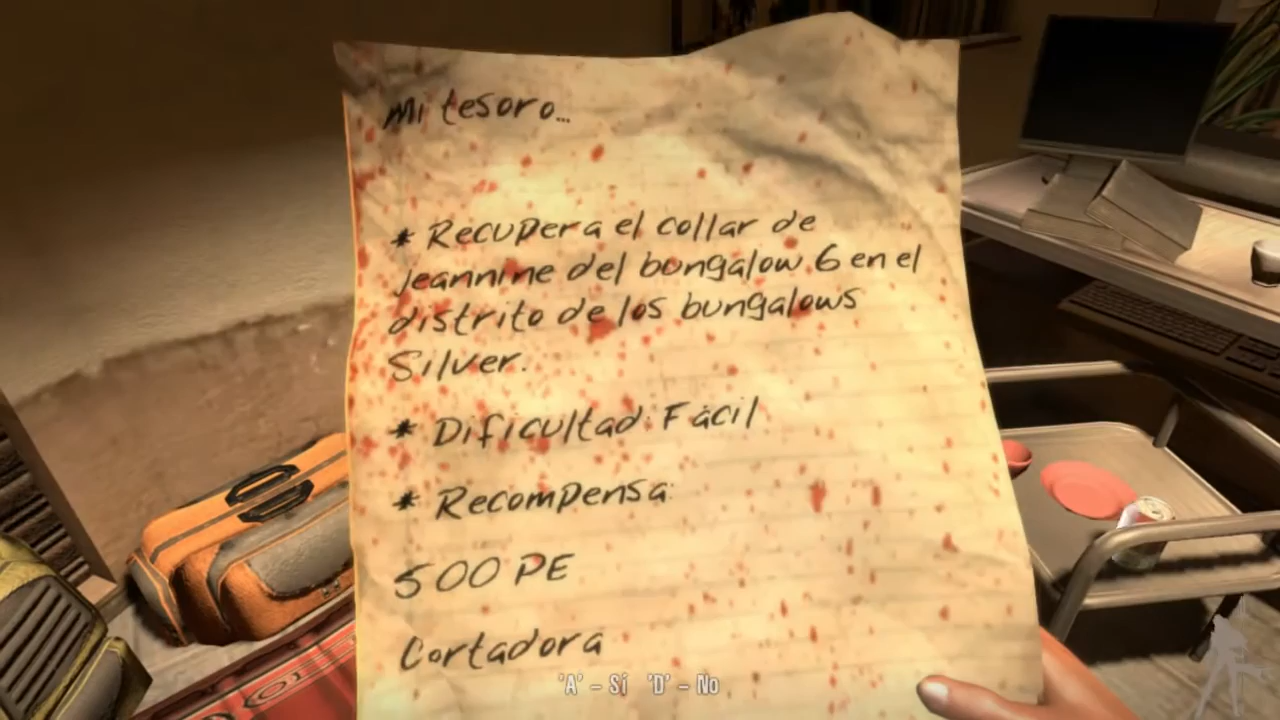 Mi tesoro...
* Recupera el collar de
Jeannine del bungalow 6 en el
distrito de los bungalows
Silver.
* Dificultad: Fácil
* Recompensa:
500 PE
Cortadora
'A' - Sí 'D' - No